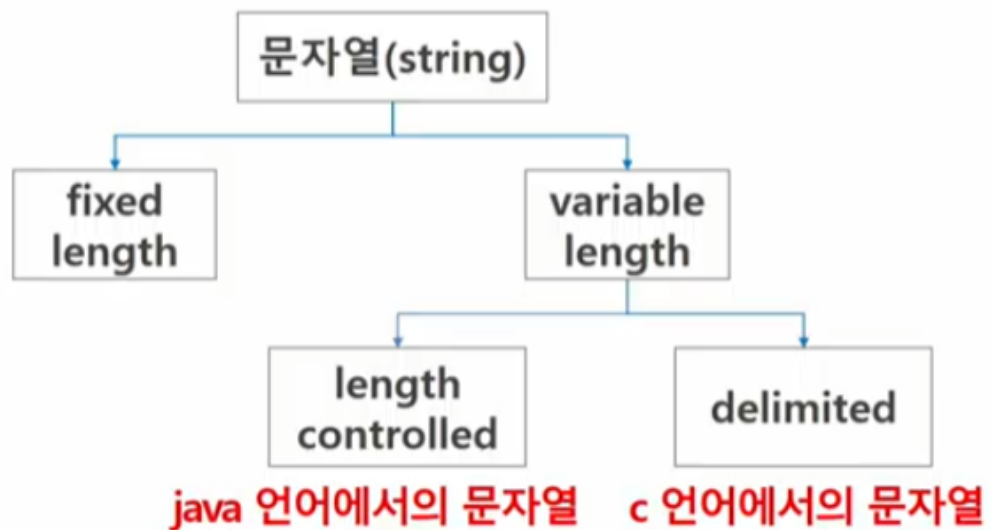 문자열(string)
fixed
length
variable
length
length
controlled
delimited
java 언어에서의 문자열
c 언어에서의 문자열